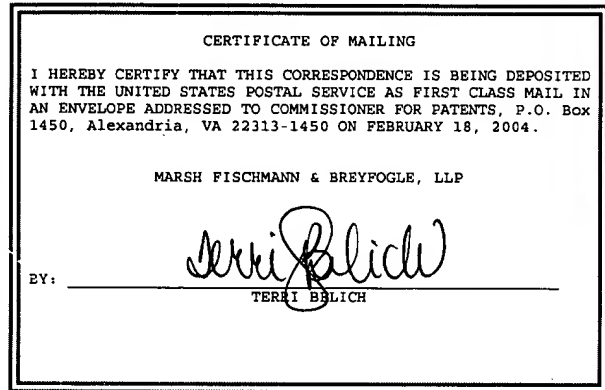 CERTIFICATE OF MAILING
I HEREBY CERTIFY THAT THIS CORRESPONDENCE IS BEING DEPOSITED
WITH THE UNITED STATES POSTAL SERVICE AS FIRST CLASS MAIL IN
AN ENVELOPE ADDRESSED TO COMMISSIONER FOR PATENTS, P.O. Box
1450, Alexandria, VA 22313-1450 ON FEBRUARY 18, 2004.
MARSH FISCHMANN & BREYFOGLE, LLP
Terri Belich
BY:
TERRI BELICH